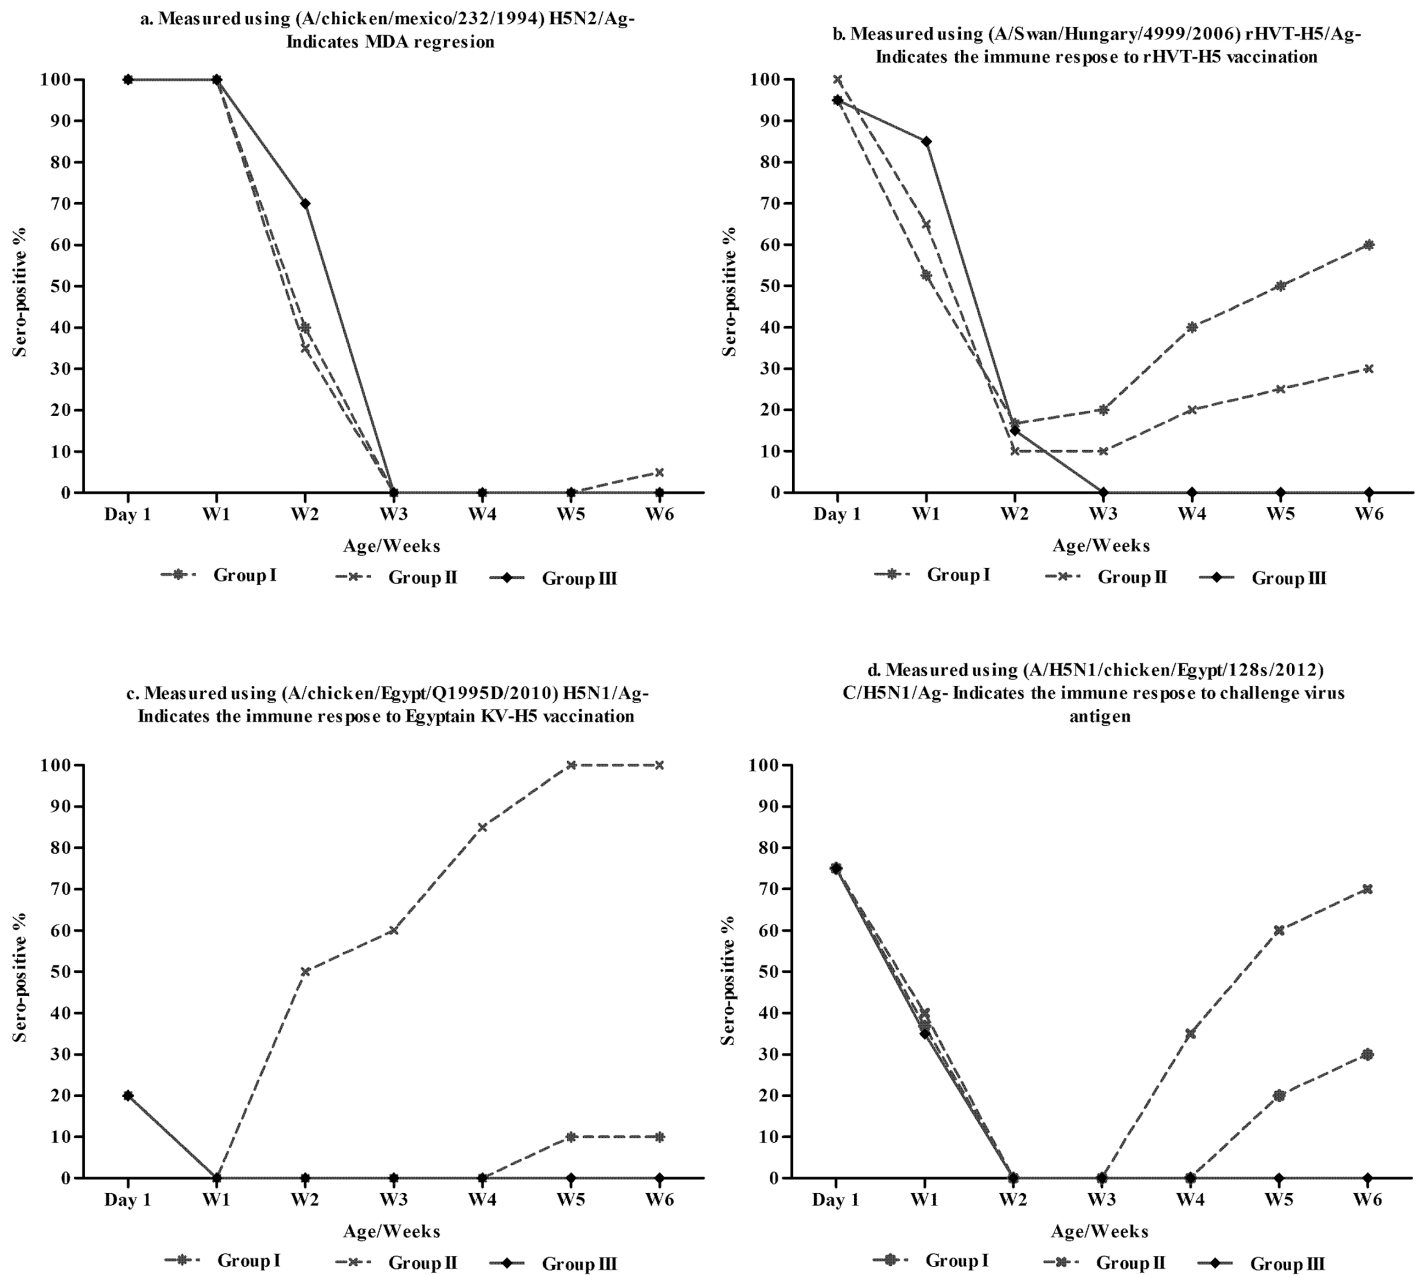 a. Measured using (A/chicken/mexico/232/1994) H5N2/Ag-
Indicates MDA regresion
100
90
80
70
60
50
40
30
20
10
0
Sero-positive %
Day 1 W1 W2 W3 W4 W5 W6
Age/Weeks
Group I Group II Group III
b. Measured using (A/Swan/Hungary/4999/2006) rHVT-H5/Ag-
Indicates the immune respose to rHVT-H5 vaccination
100
90
80
70
60
50
40
30
20
10
0
Sero-positive %
Day 1 W1 W2 W3 W4 W5 W6
Age/Weeks
Group I Group II Group III
c. Measured using (A/chicken/Egypt/Q1995D/2010) H5N1/Ag-
Indicates the immune respose to Egyptain KV-H5 vaccination
100
90
80
70
60
50
40
30
20
10
0
Sero-positive %
Day 1 W1 W2 W3 W4 W5 W6
Age/Weeks
Group I Group II Group III
d. Measured using (A/H5N1/chicken/Egypt/128s/2012)
C/H5N1/Ag- Indicates the immune respose to challenge virus
antigen
100
90
80
70
60
50
40
30
20
10
0
Sero-positive %
Day 1 W1 W2 W3 W4 W5 W6
Age/Weeks
Group I Group II Group III